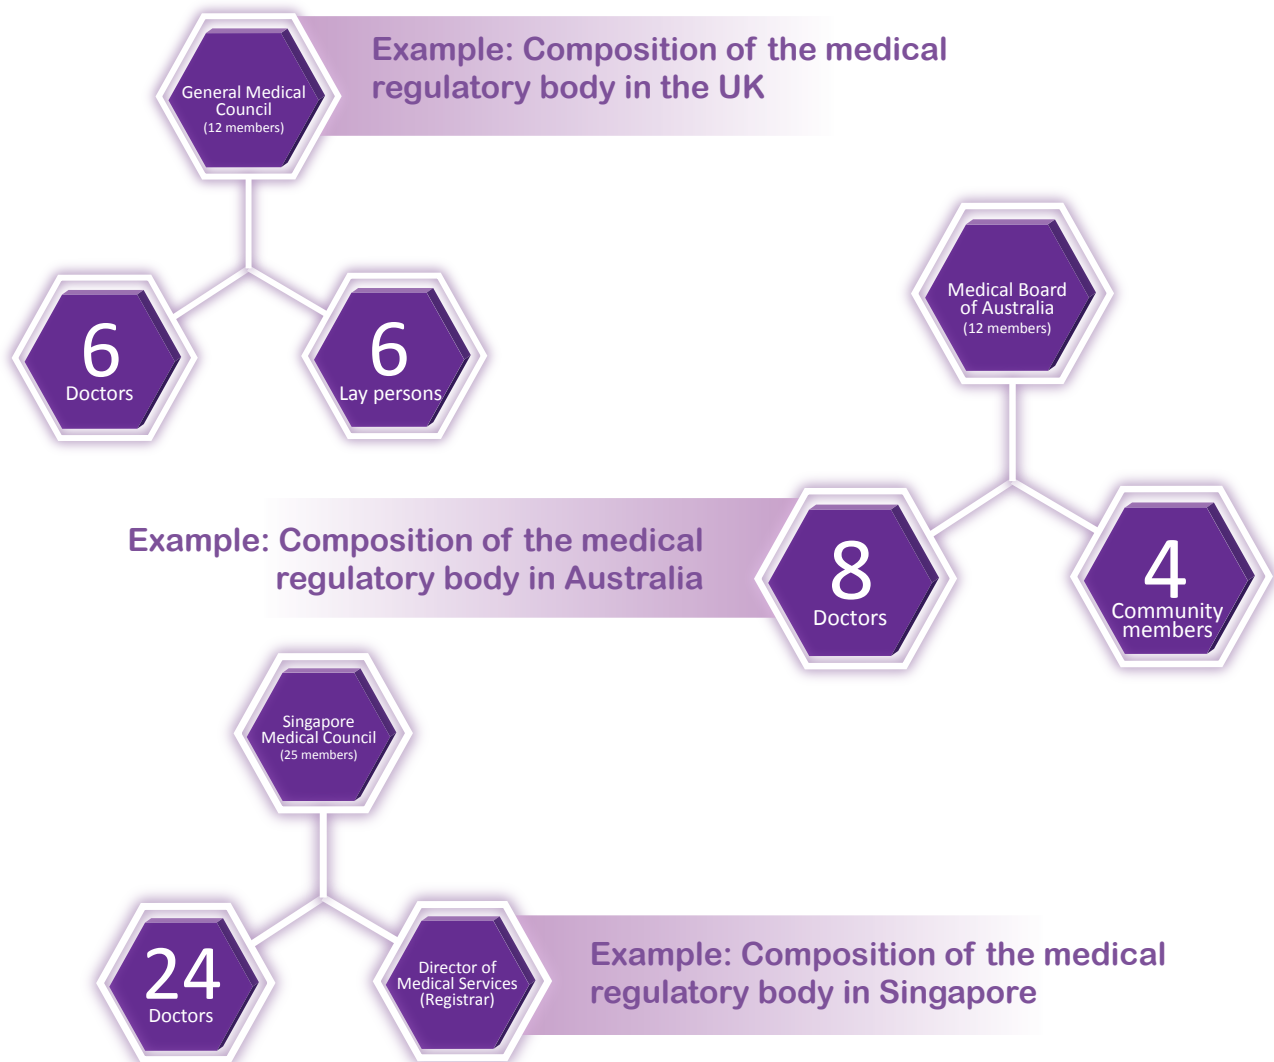 Example: Composition of the medical
regulatory body in the UK
General Medical
Council
(12 members)
6
Doctors
6
Lay persons
Medical Board
of Australia
(12 members)
Example: Composition of the medical
regulatory body in Australia
8
Doctors
4
Community
members
Singapore
Medical Council
(25 members)
24
Doctors
Director of
Medical Services
(Registrar)
Example: Composition of the medical
regulatory body in Singapore